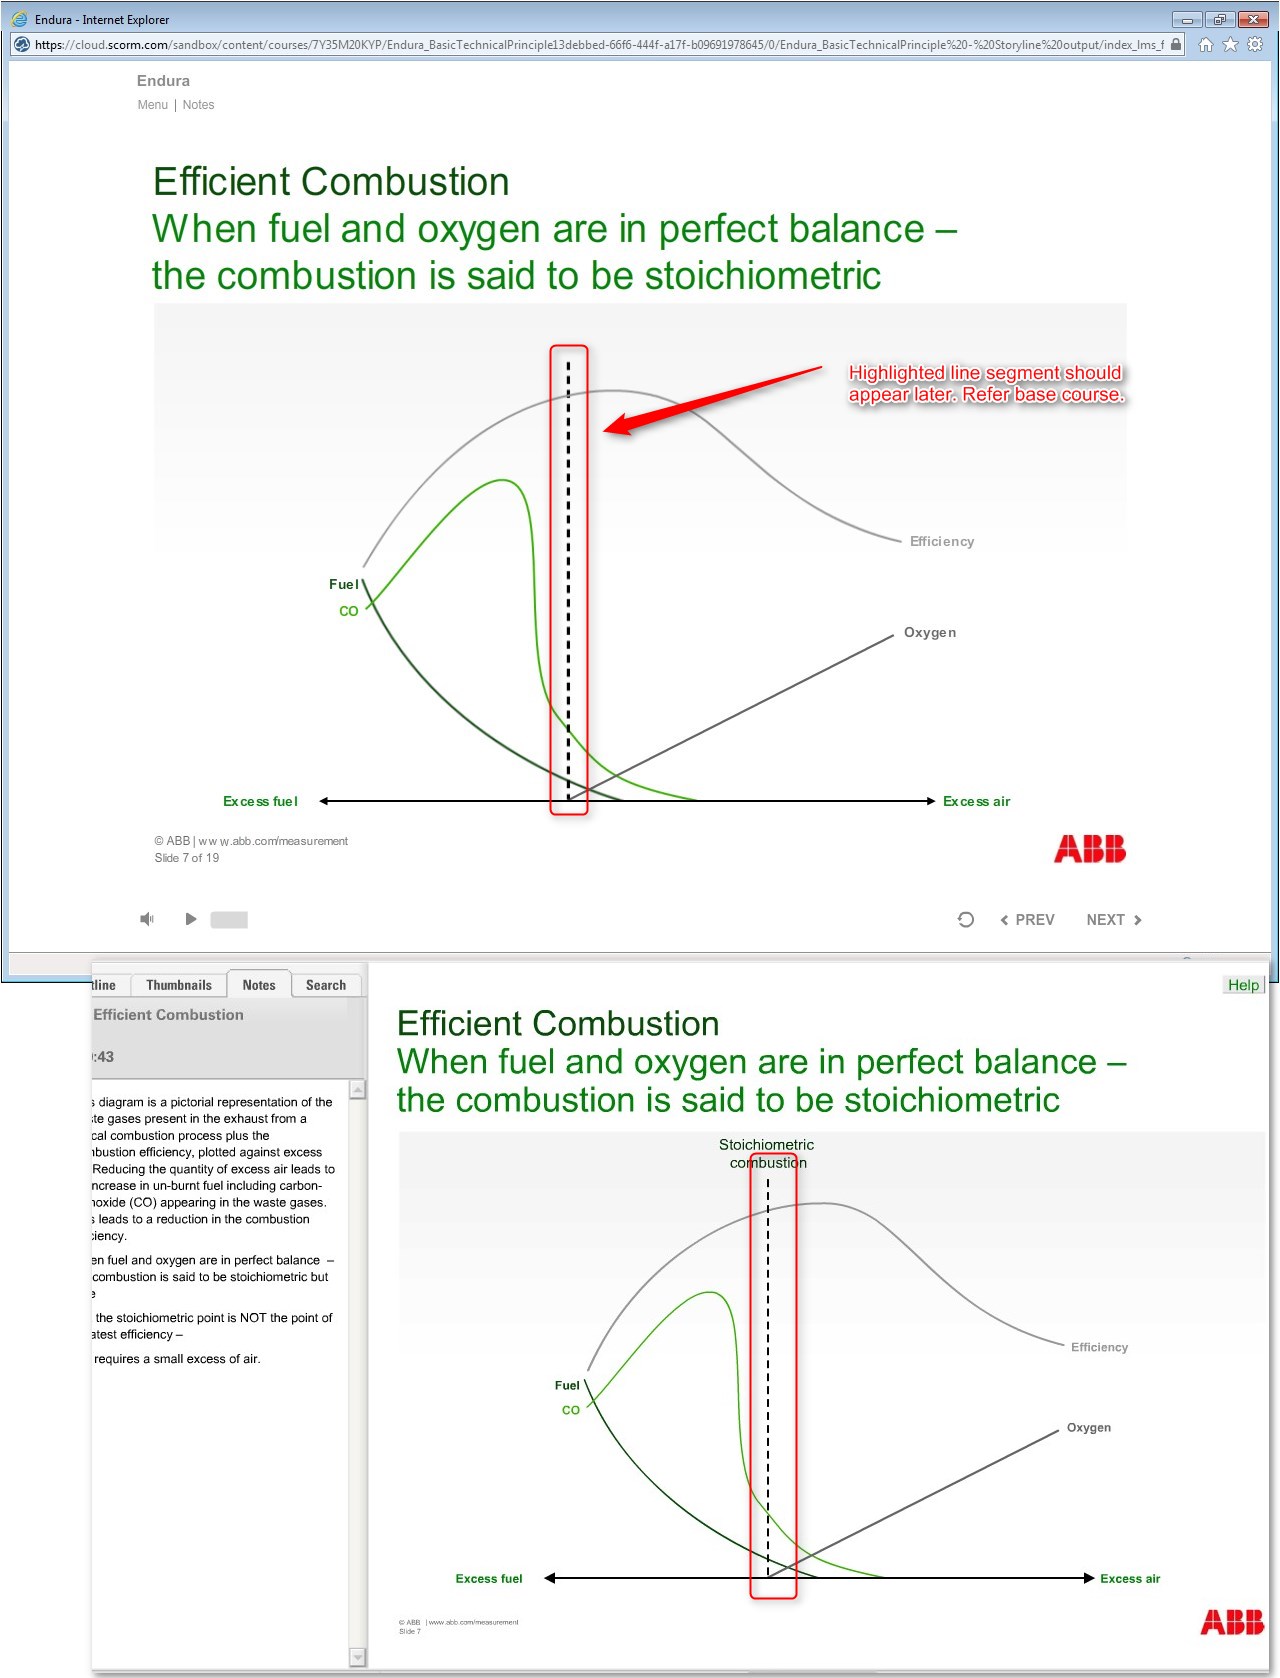 Endura - Internet Explorer
https://cloud.scorm.com/sandbox/content/courses/7Y35M20KYP/Endura_BasicTechnicalPrinciple13debbed-66f6-444f-a17f-b09691978645/0/Endura_BasicTechnicalPrinciple%20-%20Storyline%20output/index_lms_f
Endura
Menu | Notes
Efficient Combustion
When fuel and oxygen are in perfect balance –
the combustion is said to be stoichiometric
Highlighted line segment should
appear later. Refer base course.
Efficiency
Fuel
CO
Oxygen
Excess fuel
Excess air
© ABB | www.abb.com/measurement
Slide 7 of 19
ABB
PREV
NEXT
tline
Thumbnails
Notes
Search
Help
Efficient Combustion
:43
s diagram is a pictorial representation of the
ste gases present in the exhaust from a
cal combustion process plus the
nbustion efficiency, plotted against excess
Reducing the quantity of excess air leads to
ncrease in un-burnt fuel including carbon-
noxide (CO) appearing in the waste gases.
s leads to a reduction in the combustion
ciency.
en fuel and oxygen are in perfect balance –
combustion is said to be stoichiometric but
e
the stoichiometric point is NOT the point of
atest efficiency –
requires a small excess of air.
Efficient Combustion
When fuel and oxygen are in perfect balance –
the combustion is said to be stoichiometric
Stoichiometric
combustion
Efficiency
Fuel
CO
Oxygen
Excess fuel
Excess air
© ABB | www.abb.com/measurement
Slide 7
ABB